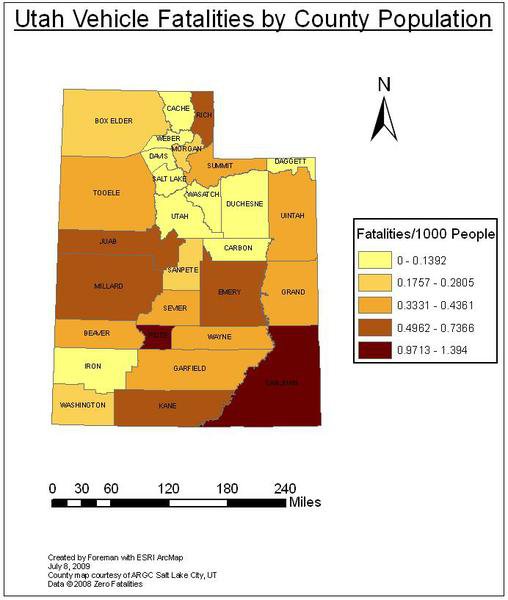 Utah Vehicle Fatalities by County Population
N
CACHE
RICH
BOX ELDER
WEBER
MORGAN
DAVIS
SUMMIT
DAGGETT
SALT LAKE
TOOELE
WASATCH
DUCHESNE
UTAH
UINTAH
JUAB
CARBON
SANPETE
MILLARD
EMERY
GRAND
SEVIER
BEAVER
WAYNE
IRON
GARFIELD
WASHINGTON
KANE
Fatalities/1000 People
0 - 0.1392
0.1757 - 0.2805
0.3331 - 0.4361
0.4962 - 0.7366
0.9713 - 1.394
0 30 60 120 180 240
Miles
Created by Foreman with ESRI ArcMap
July 8, 2009
County map courtesy of ARGC Salt Lake City, UT
Data ©2008 Zero Fatalities